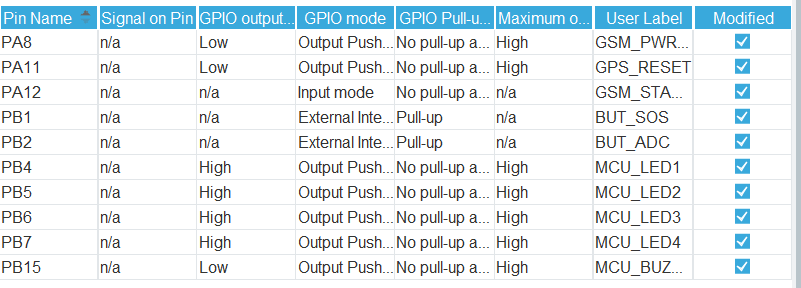 Pin Name Signal on Pin GPIO output... GPIO mode GPIO Pull-u... Maximum o... User Label Modified
PA8 n/a Low Output Push... No pull-up a... High GSM_PWR...
PA11 n/a Low Output Push... No pull-up a... High GPS_RESET
PA12 n/a n/a Input mode No pull-up a... n/a GSM_STA...
PB1 n/a n/a External Inte... Pull-up n/a BUT_SOS
PB2 n/a n/a External Inte... Pull-up n/a BUT_ADC
PB4 n/a High Output Push... No pull-up a... High MCU_LED1
PB5 n/a High Output Push... No pull-up a... High MCU_LED2
PB6 n/a High Output Push... No pull-up a... High MCU_LED3
PB7 n/a High Output Push... No pull-up a... High MCU_LED4
PB15 n/a Low Output Push... No pull-up a... High MCU_BUZ...